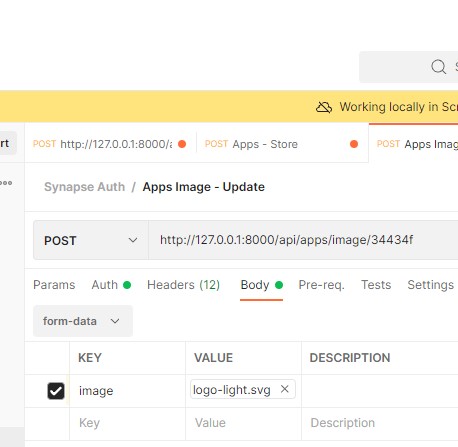 S
Working locally in Scr
rt
POST http://127.0.0.1:8000/a
POST Apps - Store
POST Apps Imag
Synapse Auth / Apps Image - Update
POST
http://127.0.0.1:8000/api/apps/image/34434f
Params
Auth
Headers (12)
Body
Pre-req.
Tests
Settings
form-data
KEY VALUE DESCRIPTION
image logo-light.svg
Key Value Description